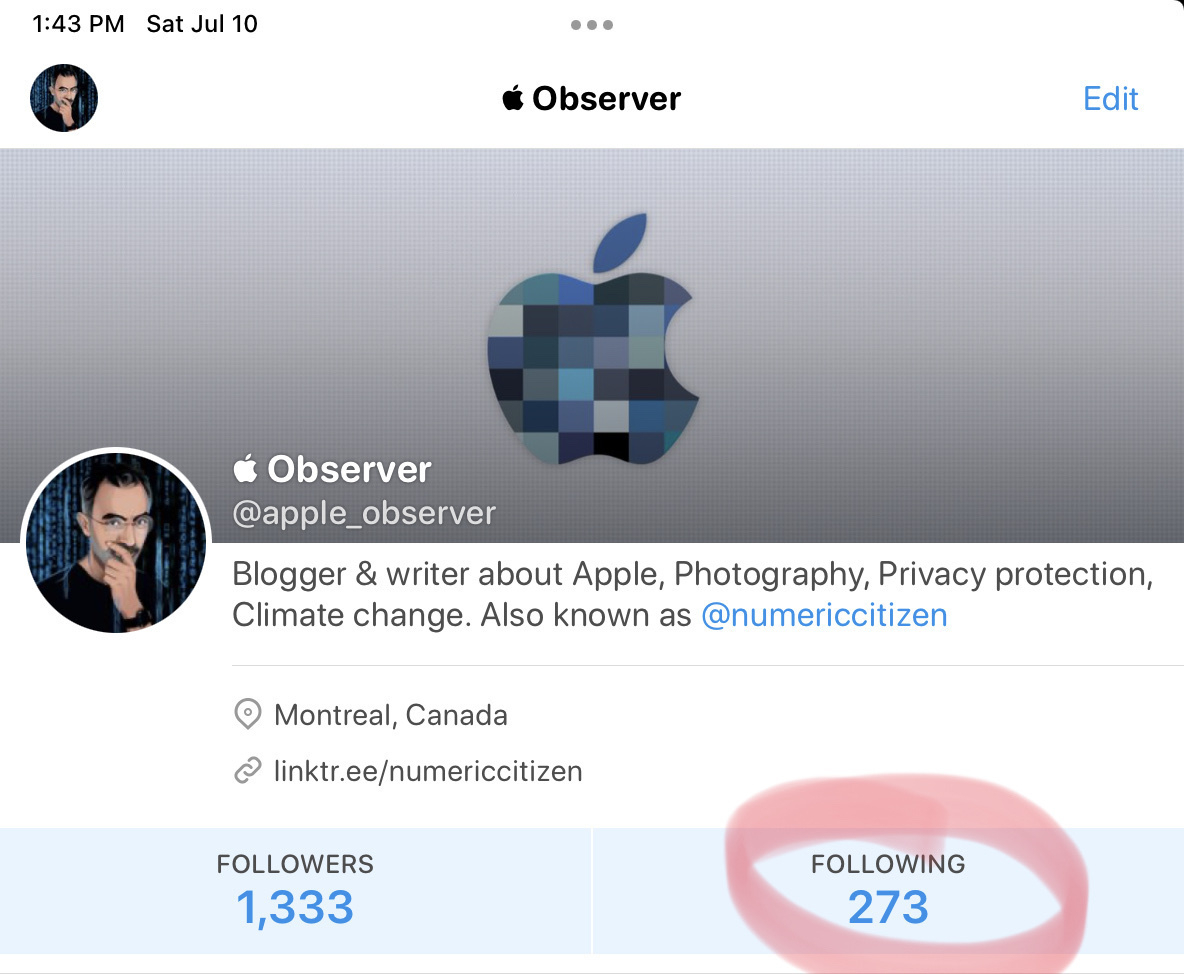 1:43 PM Sat Jul 10
Observer
Edit
Observer
@apple_observer
Blogger & writer about Apple, Photography, Privacy protection,
Climate change. Also known as @numericcitizen
Montreal, Canada
linktr.ee/numericcitizen
FOLLOWERS
1,333
FOLLOWING
273